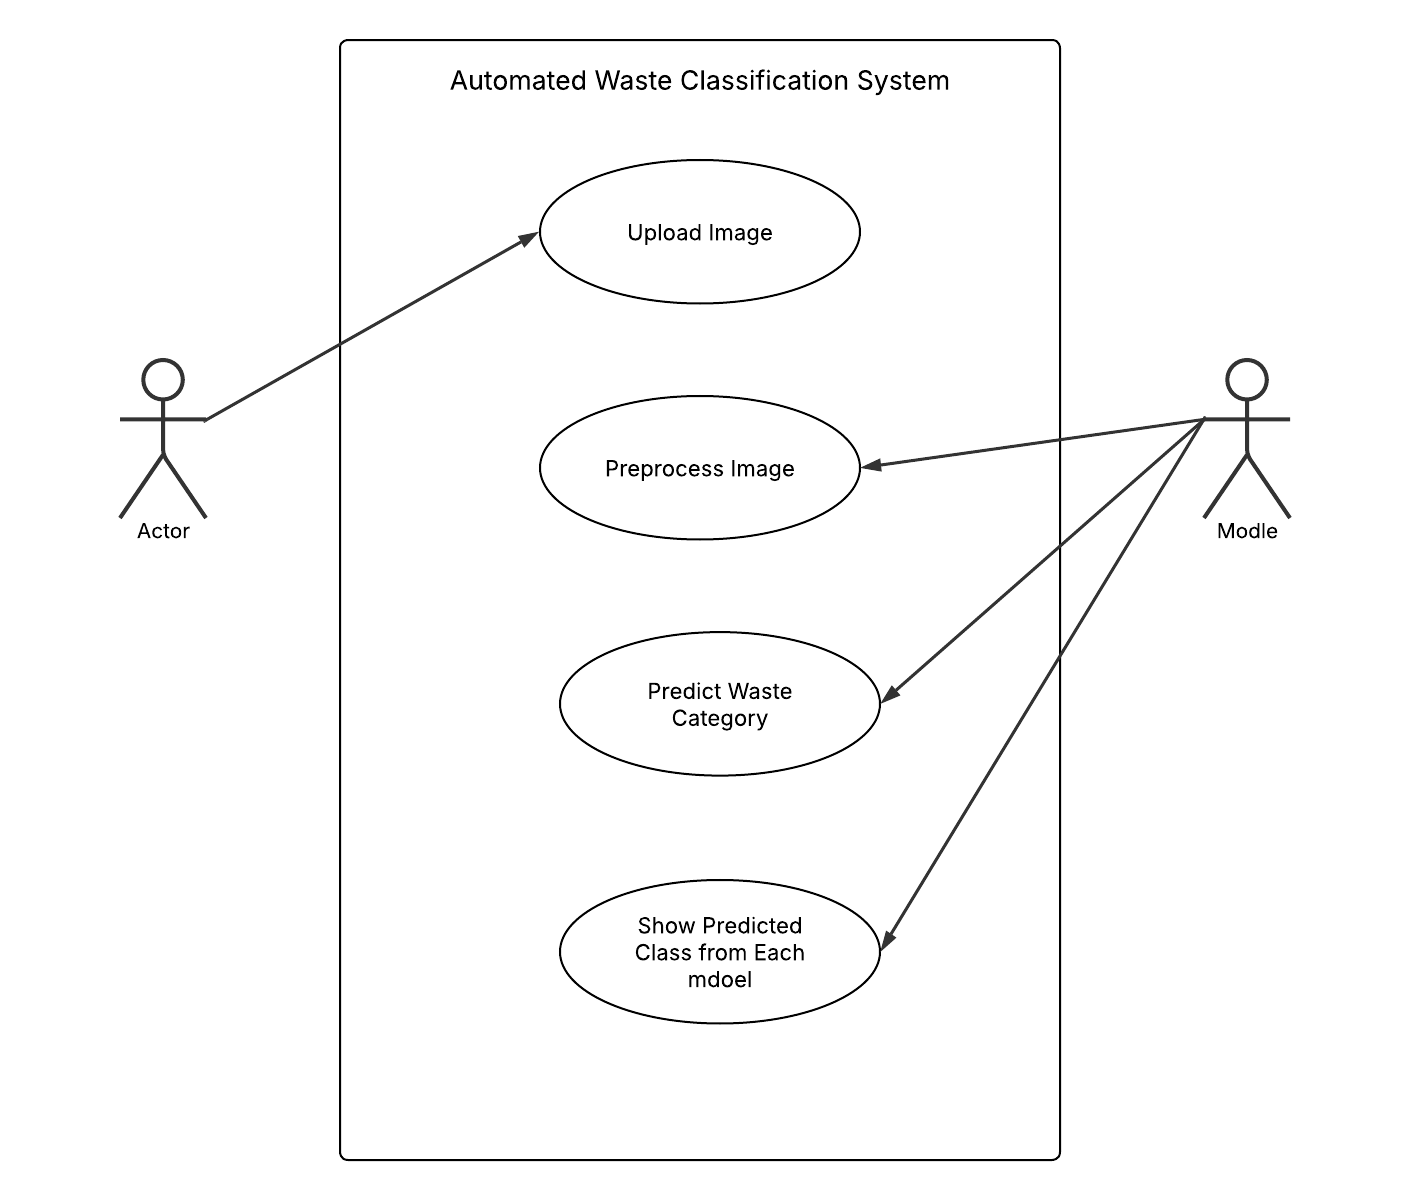 Automated Waste Classification System
Upload Image
Preprocess Image
Actor
Modle
Predict Waste
Category
Show Predicted
Class from Each
mdoel